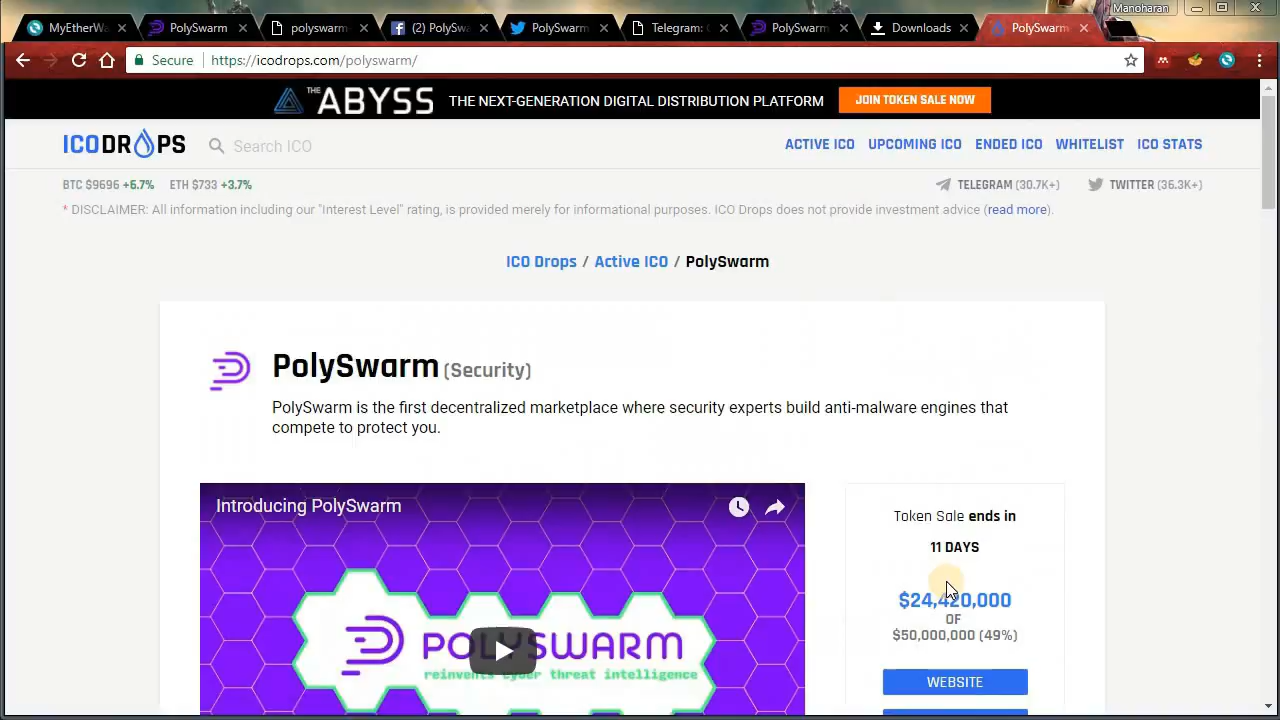 Manoharan
MyEtherWa
PolySwarm
polyswarm
(2) PolySw
PolySwarm
Telegram: C
PolySwarm
Downloads
PolySwarm
Secure
https://icodrops.com/polyswarm/
THE ABYSS
THE NEXT-GENERATION DIGITAL DISTRIBUTION PLATFORM
JOIN TOKEN SALE NOW
ICODROPS
Search ICO
ACTIVE ICO
UPCOMING ICO
ENDED ICO
WHITELIST
ICO STATS
BTC $9696 +6.7%
ETH $733 +3.7%
TELEGRAM (30.7K+)
TWITTER (36.3K+)
* DISCLAIMER: All information including our "Interest Level" rating, is provided merely for informational purposes. ICO Drops does not provide investment advice (read more).
ICO Drops / Active ICO / PolySwarm
PolySwarm (Security)
PolySwarm is the first decentralized marketplace where security experts build anti-malware engines that
compete to protect you.
Introducing PolySwarm
POLYSWARM
reinvents cyber threat intelligence
Token Sale ends in
11 DAYS
$24,420,000
OF
$50,000,000 (49%)
WEBSITE